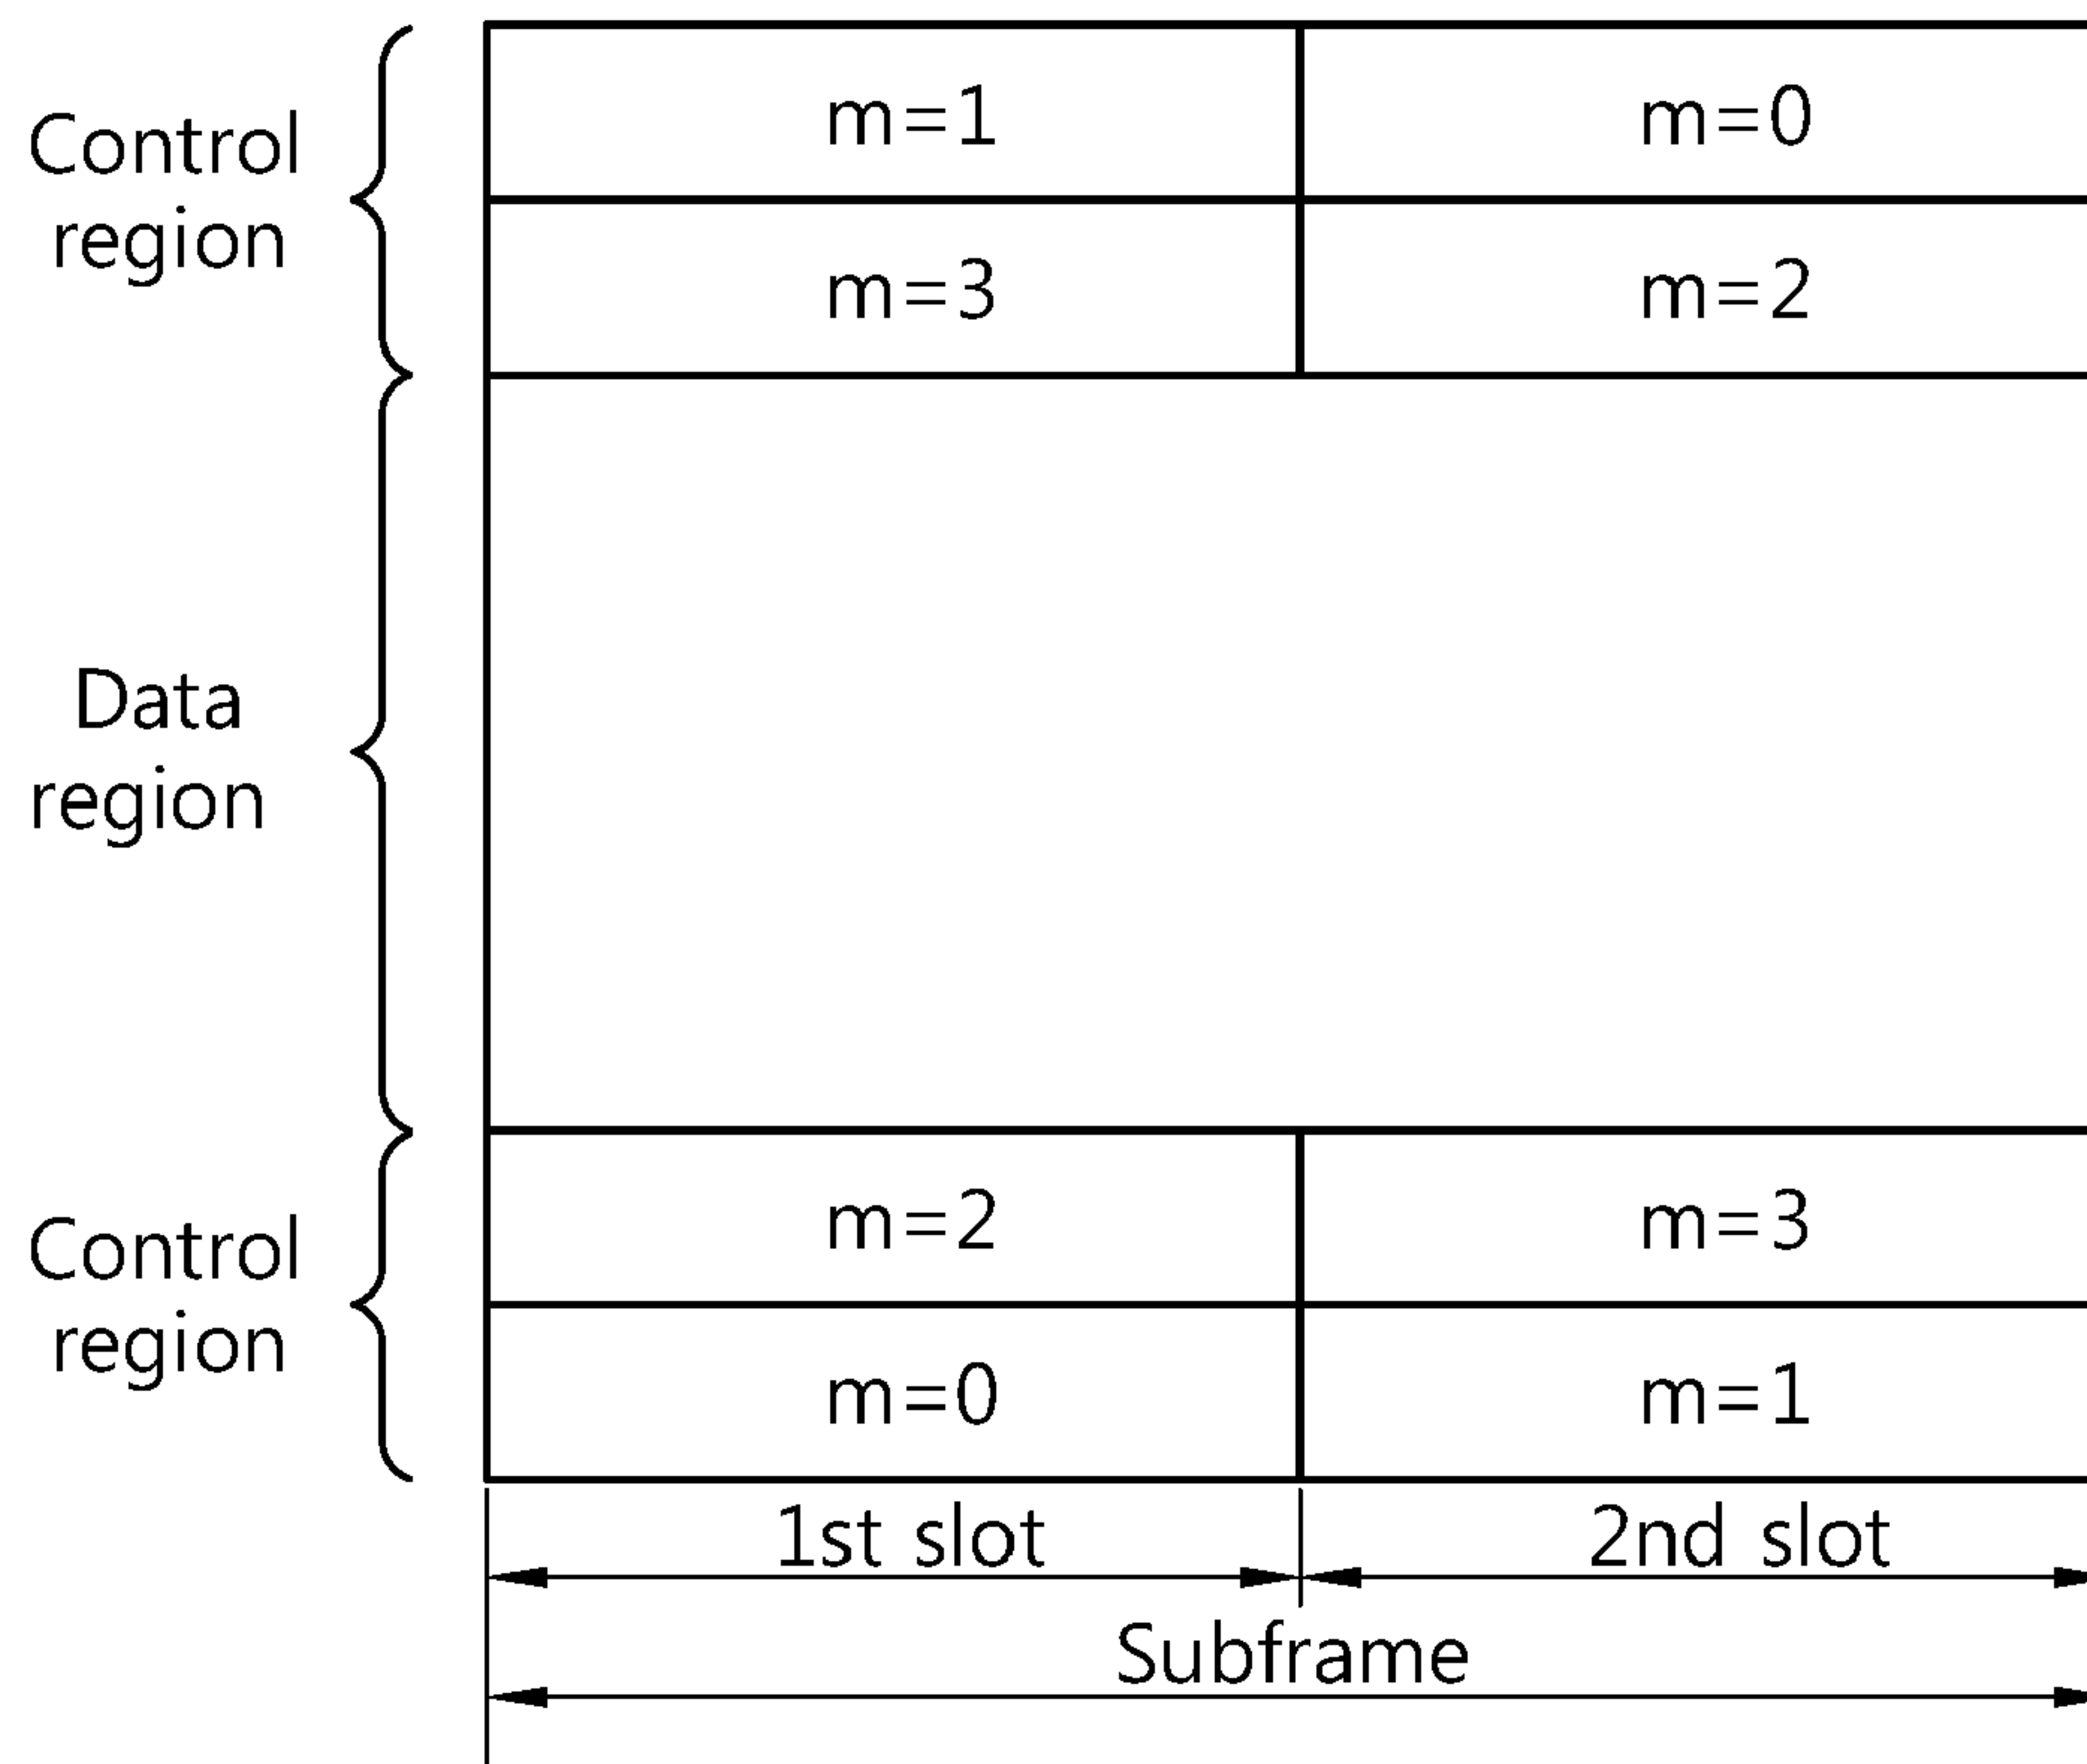 Control
region
m=1
m=0
m=3
m=2
Data
region
Control
region
m=2
m=3
m=0
m=1
1st slot
2nd slot
Subframe